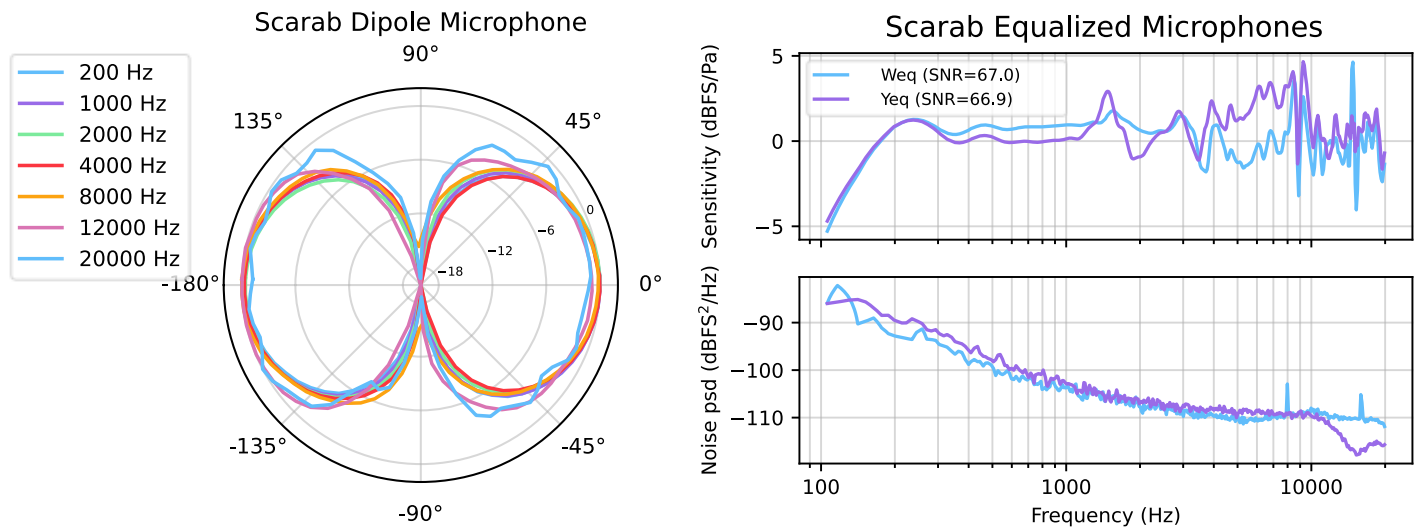 Scarab Dipole Microphone
200 Hz
1000 Hz
2000 Hz
4000 Hz
8000 Hz
12000 Hz
20000 Hz
90°
135°
45°
-180°
0°
-135°
-45°
-90°
0
−6
−12
−18
Scarab Equalized Microphones
Sensitivity (dBFS/Pa)
5
0
−5
Weq (SNR=67.0)
Yeq (SNR=66.9)
Noise psd (dBFS²/Hz)
−90
−100
−110
100
1000
10000
Frequency (Hz)